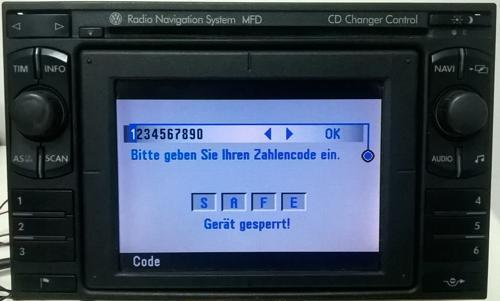 Radio Navigation System MFD CD Changer Control
TIM INFO NAVI
1234567890 OK
Bitte geben Sie Ihren Zahlencode ein.
AS SCAN AUDIO
S A F E
Gerät gesperrt!
1 4
2 5
3 6
Code